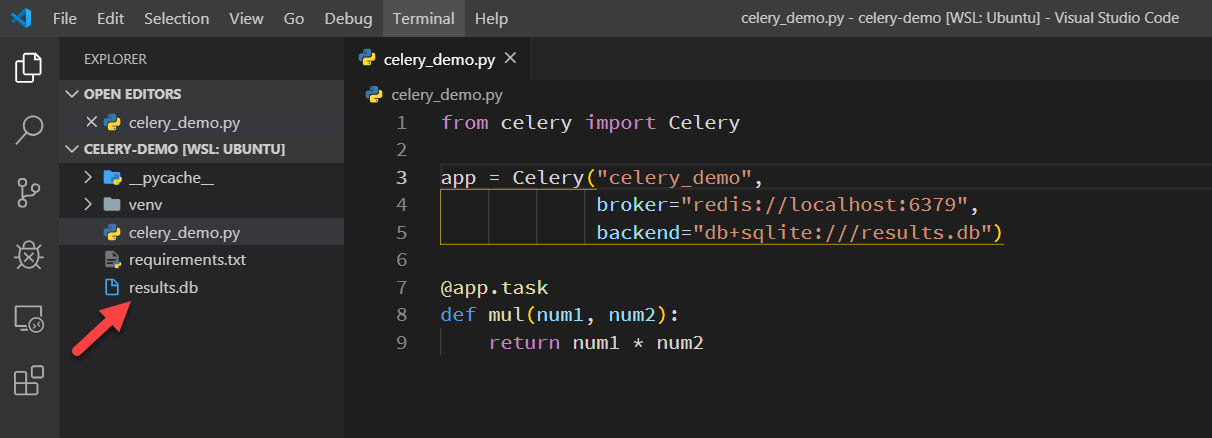 File Edit Selection View Go Debug Terminal Help celery_demo.py - celery-demo [WSL: Ubuntu] - Visual Studio Code
EXPLORER
OPEN EDITORS
celery_demo.py
CELERY-DEMO [WSL: UBUNTU]
__pycache__
venv
celery_demo.py
requirements.txt
results.db
celery_demo.py
celery_demo.py
1 from celery import Celery
2
3 app = Celery("celery_demo",
4             broker="redis://localhost:6379",
5             backend="db+sqlite:///results.db")
6
7 @app.task
8 def mul(num1, num2):
9     return num1 * num2